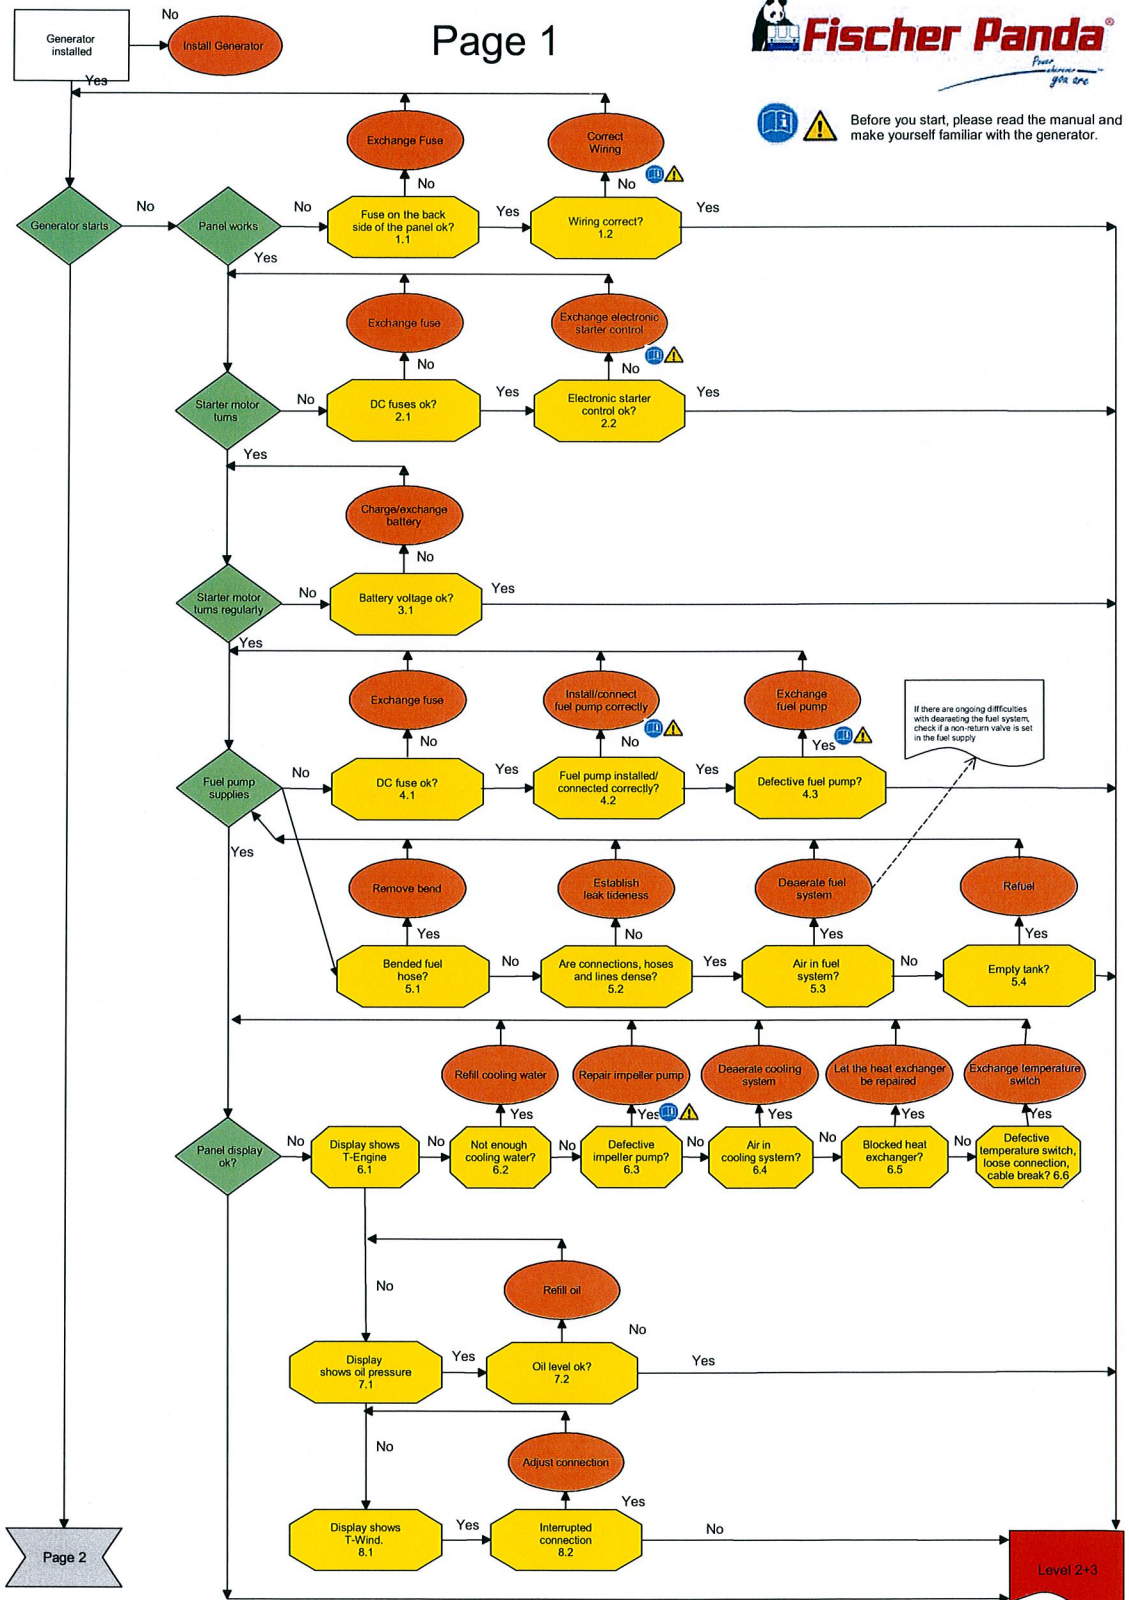 Page 1
Fischer Panda®
Power
wherever
you are
Before you start, please read the manual and
make yourself familiar with the generator.
Generator
installed
No
Install Generator
Yes
Exchange Fuse
Correct
Wiring
No
No
Generator starts
No
Panel works
No
Fuse on the back
side of the panel ok?
1.1
Yes
Wiring correct?
1.2
Yes
Yes
Exchange fuse
Exchange electronic
starter control
No
No
Starter motor
turns
No
DC fuses ok?
2.1
Yes
Electronic starter
control ok?
2.2
Yes
Yes
Charge/exchange
battery
No
Starter motor
turns regularly
No
Battery voltage ok?
3.1
Yes
Yes
Exchange fuse
Install/connect
fuel pump correctly
Exchange
fuel pump
If there are ongoing difficulties
with dearaeting the fuel system,
check if a non-return valve is set
in the fuel supply
No
No
Yes
Fuel pump
supplies
No
DC fuse ok?
4.1
Yes
Fuel pump installed/
connected correctly?
4.2
Yes
Defective fuel pump?
4.3
Yes
Remove bend
Establish
leak tideness
Deaerate fuel
system
Refuel
Yes
No
Yes
Yes
Bended fuel
hose?
5.1
No
Are connections, hoses
and lines dense?
5.2
Yes
Air in fuel
system?
5.3
No
Empty tank?
5.4
Refill cooling water
Repair impeller pump
Deaerate cooling
system
Let the heat exchanger
be repaired
Exchange temperature
switch
Yes
Yes
Yes
Yes
Yes
Panel display
ok?
No
Display shows
T-Engine
6.1
No
Not enough
cooling water?
6.2
No
Defective
impeller pump?
6.3
No
Air in
cooling system?
6.4
No
Blocked heat
exchanger?
6.5
No
Defective
temperature switch,
loose connection,
cable break? 6.6
Refill oil
No
No
Display
shows oil pressure
7.1
Yes
Oil level ok?
7.2
Yes
No
Adjust connection
Yes
Display shows
T-Wind.
8.1
Yes
Interrupted
connection
8.2
No
Page 2
Level 2+3